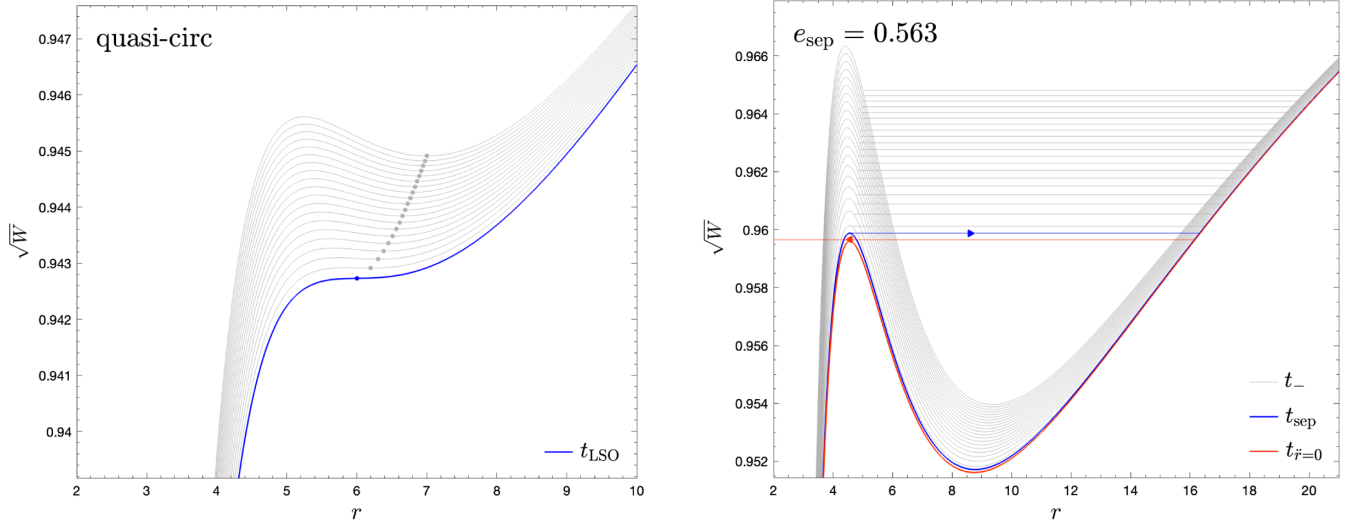 quasi-circ
0.947
0.946
0.945
0.944
0.943
0.942
0.941
0.94
√W
2 3 4 5 6 7 8 9 10
r
t_LSO
e_sep = 0.563
0.966
0.964
0.962
0.96
0.958
0.956
0.954
0.952
√W
2 4 6 8 10 12 14 16 18 20
r
t_−
t_sep
t_r̈=0